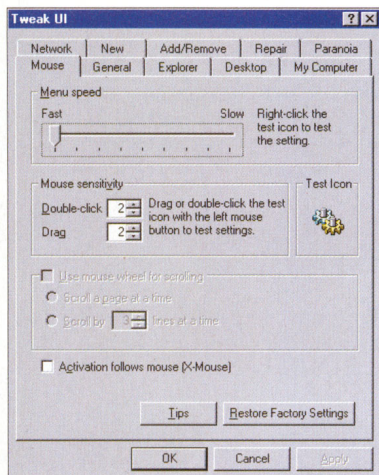 Tweak UI
Network New Add/Remove Repair Paranoia
Mouse General Explorer Desktop My Computer
Menu speed
Fast Slow
Right-click the
test icon to test
the setting.
Mouse sensitivity
Double-click 2
Drag 2
Drag or double-click the test
icon with the left mouse
button to test settings.
Test Icon
Use mouse wheel for scrolling
Scroll a page at a time
Scroll by 3 lines at a time
Activation follows mouse (X-Mouse)
Tips Restore Factory Settings
OK Cancel Apply